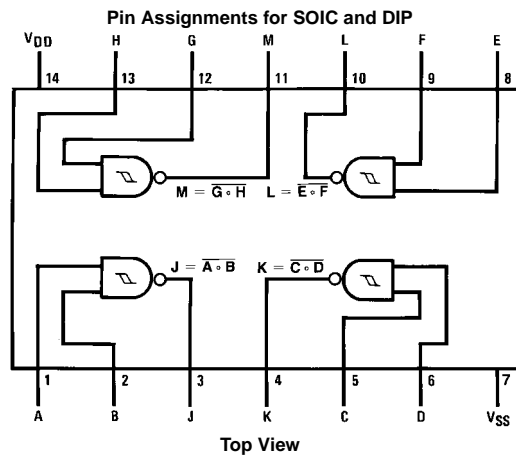 Pin Assignments for SOIC and DIP
VDD H G M L F E
14 13 12 11 10 9 8
M = G∘H̅ L = E∘F̅
J = A∘B̅ K = C∘D̅
1 2 3 4 5 6 7
A B J K C D VSS
Top View